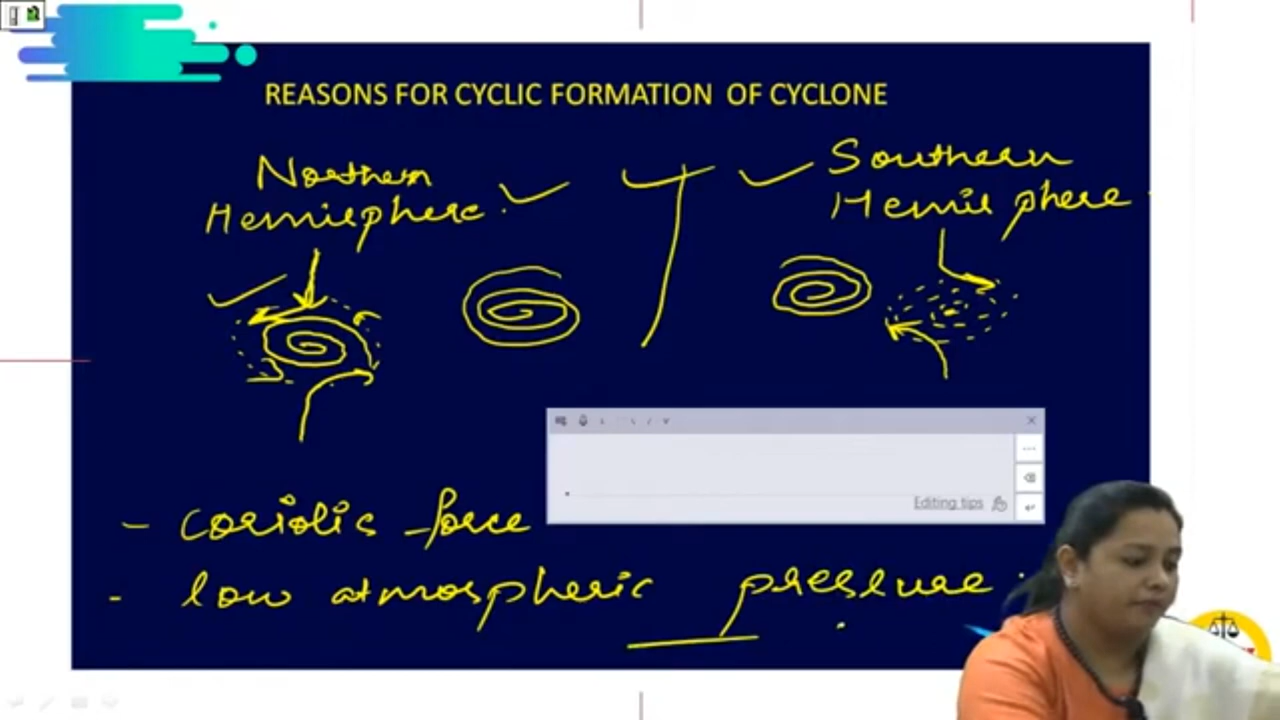 REASONS FOR CYCLIC FORMATION OF CYCLONE
Northern
Hemisphere.
Southern
Hemisphere.
Editing tips
- coriolis force
- low atmospheric pressure.